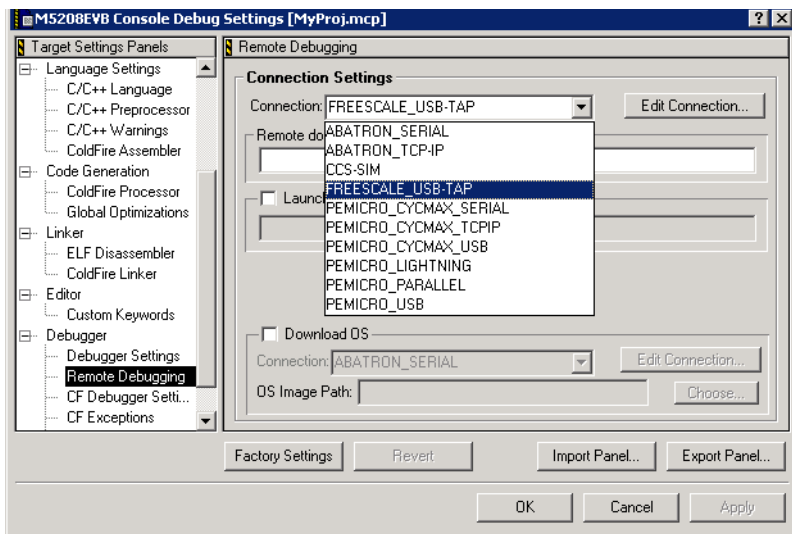 M5208EVB Console Debug Settings [MyProj.mcp]
Target Settings Panels
Language Settings
C/C++ Language
C/C++ Preprocessor
C/C++ Warnings
ColdFire Assembler
Code Generation
ColdFire Processor
Global Optimizations
Linker
ELF Disassembler
ColdFire Linker
Editor
Custom Keywords
Debugger
Debugger Settings
Remote Debugging
CF Debugger Setti...
CF Exceptions
Remote Debugging
Connection Settings
Connection: FREESCALE_USB-TAP
Edit Connection...
Remote do
ABATRON_SERIAL
ABATRON_TCP-IP
CCS-SIM
FREESCALE_USB-TAP
Launc
PEMICRO_CYCMAX_SERIAL
PEMICRO_CYCMAX_TCPIP
PEMICRO_CYCMAX_USB
PEMICRO_LIGHTNING
PEMICRO_PARALLEL
PEMICRO_USB
Download OS
Connection: ABATRON_SERIAL
Edit Connection...
OS Image Path:
Choose...
Factory Settings
Revert
Import Panel...
Export Panel...
OK
Cancel
Apply